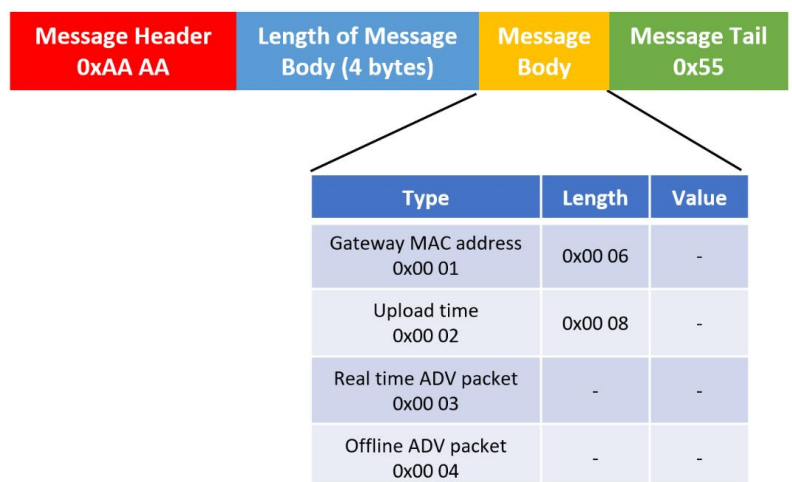 Message Header
0xAA AA
Length of Message
Body (4 bytes)
Message
Body
Message Tail
0x55
Type
Length
Value
Gateway MAC address
0x00 01
0x00 06
-
Upload time
0x00 02
0x00 08
-
Real time ADV packet
0x00 03
-
-
Offline ADV packet
0x00 04
-
-